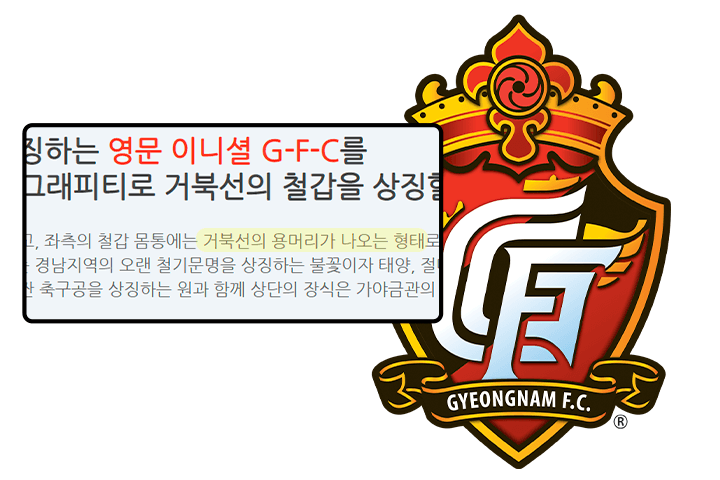 징하는 영문 이니셜 G-F-C를
그래피티로 거북선의 철갑을 상징할
고, 좌측의 철갑 몸통에는 거북선의 용머리가 나오는 형태로
경남지역의 오랜 철기문명을 상징하는 불꽃이자 태양, 절
축구공을 상징하는 원과 함께 상단의 장식은 가야금관의
GFC
GYEONGNAM F.C.
®